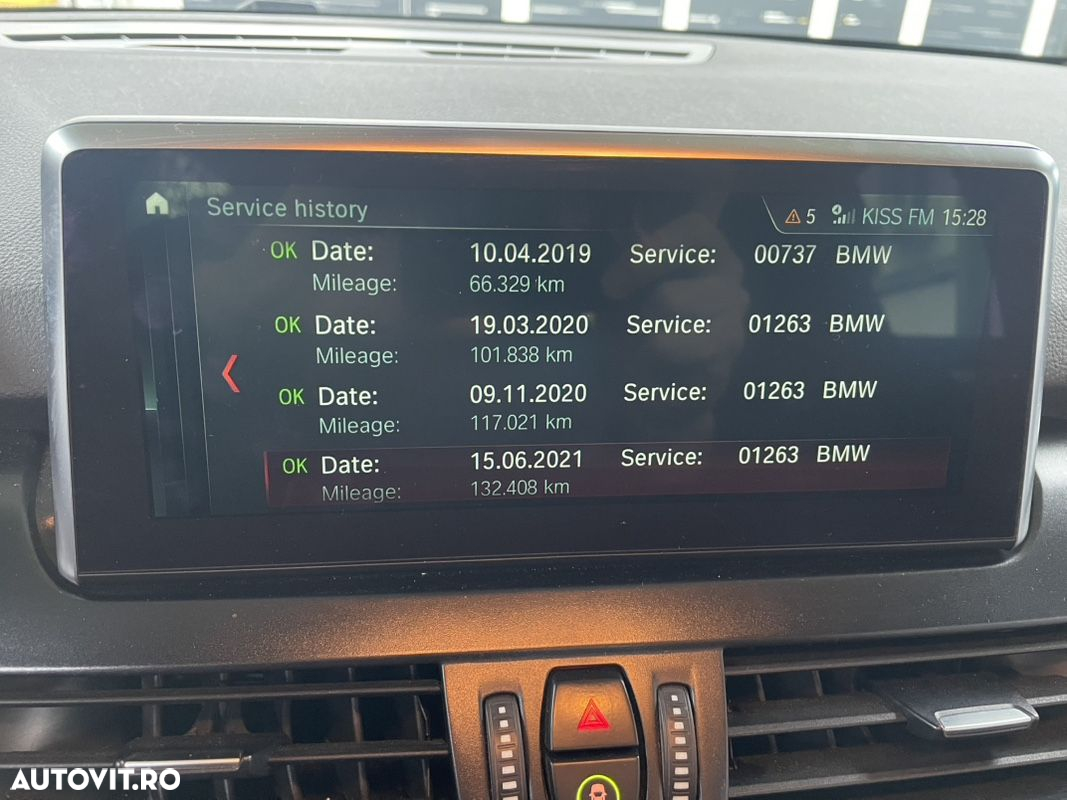 Service history
5 KISS FM 15:28
OK Date: 10.04.2019 Service: 00737 BMW
Mileage: 66.329 km
OK Date: 19.03.2020 Service: 01263 BMW
Mileage: 101.838 km
OK Date: 09.11.2020 Service: 01263 BMW
Mileage: 117.021 km
OK Date: 15.06.2021 Service: 01263 BMW
Mileage: 132.408 km
AUTOVIT.RO